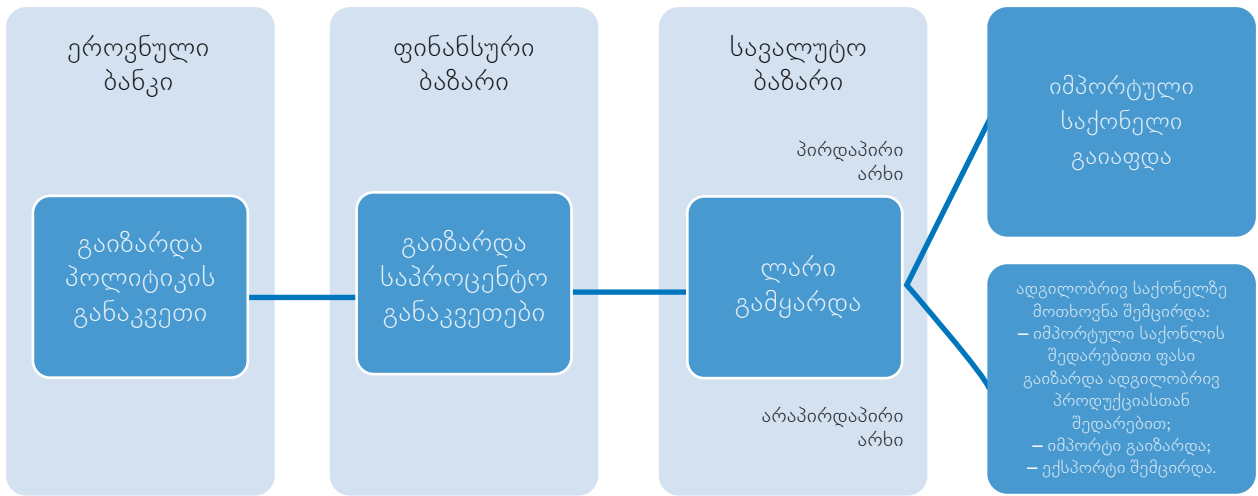 ეროვნული
ბანკი
გაიზარდა
პოლიტიკის
განაკვეთი
ფინანსური
ბაზარი
გაიზარდა
საპროცენტო
განაკვეთები
სავალუტო
ბაზარი
პირდაპირი
არხი
ლარი
გამყარდა
არაპირდაპირი
არხი
იმპორტული
საქონელი
გაიაფდა
ადგილობრივ საქონელზე
მოთხოვნა შემცირდა:
– იმპორტული საქონლის
შედარებითი ფასი
გაიზარდა ადგილობრივ
პროდუქციასთან
შედარებით;
– იმპორტი გაიზარდა;
– ექსპორტი შემცირდა.